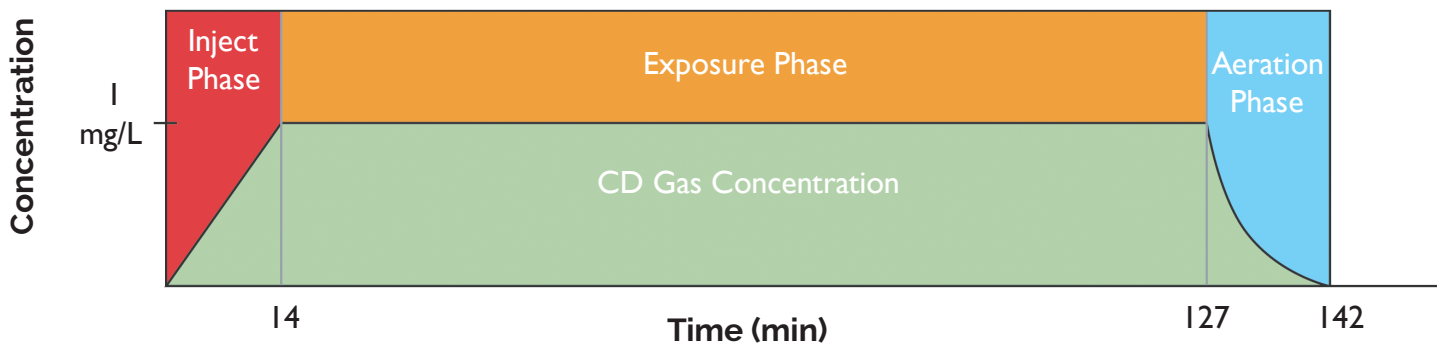 Concentration
1
mg/L
Inject
Phase
Exposure Phase
Aeration
Phase
CD Gas Concentration
14
127
142
Time (min)